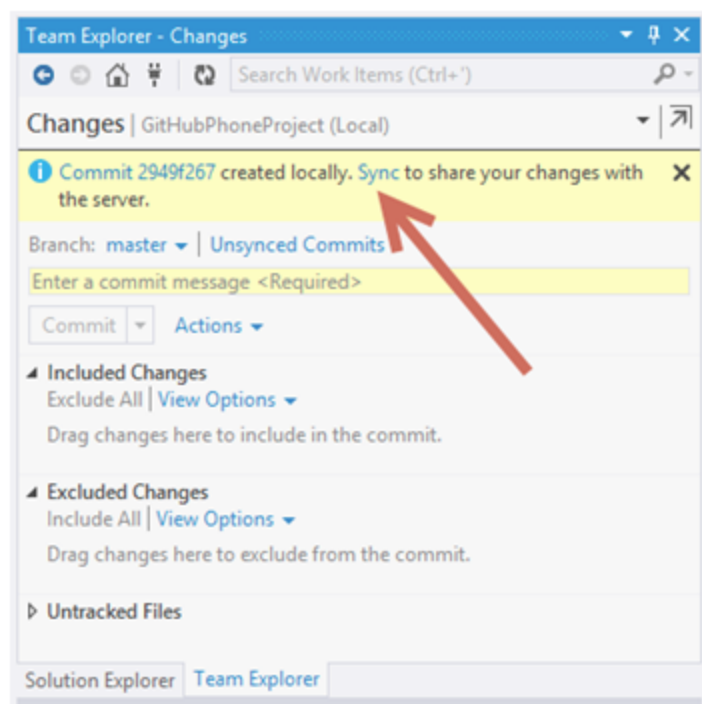 Team Explorer - Changes
Search Work Items (Ctrl+')
Changes | GitHubPhoneProject (Local)
Commit 2949f267 created locally. Sync to share your changes with
the server.
Branch: master | Unsynced Commits
Enter a commit message <Required>
Commit Actions
Included Changes
Exclude All | View Options
Drag changes here to include in the commit.
Excluded Changes
Include All | View Options
Drag changes here to exclude from the commit.
Untracked Files
Solution Explorer Team Explorer